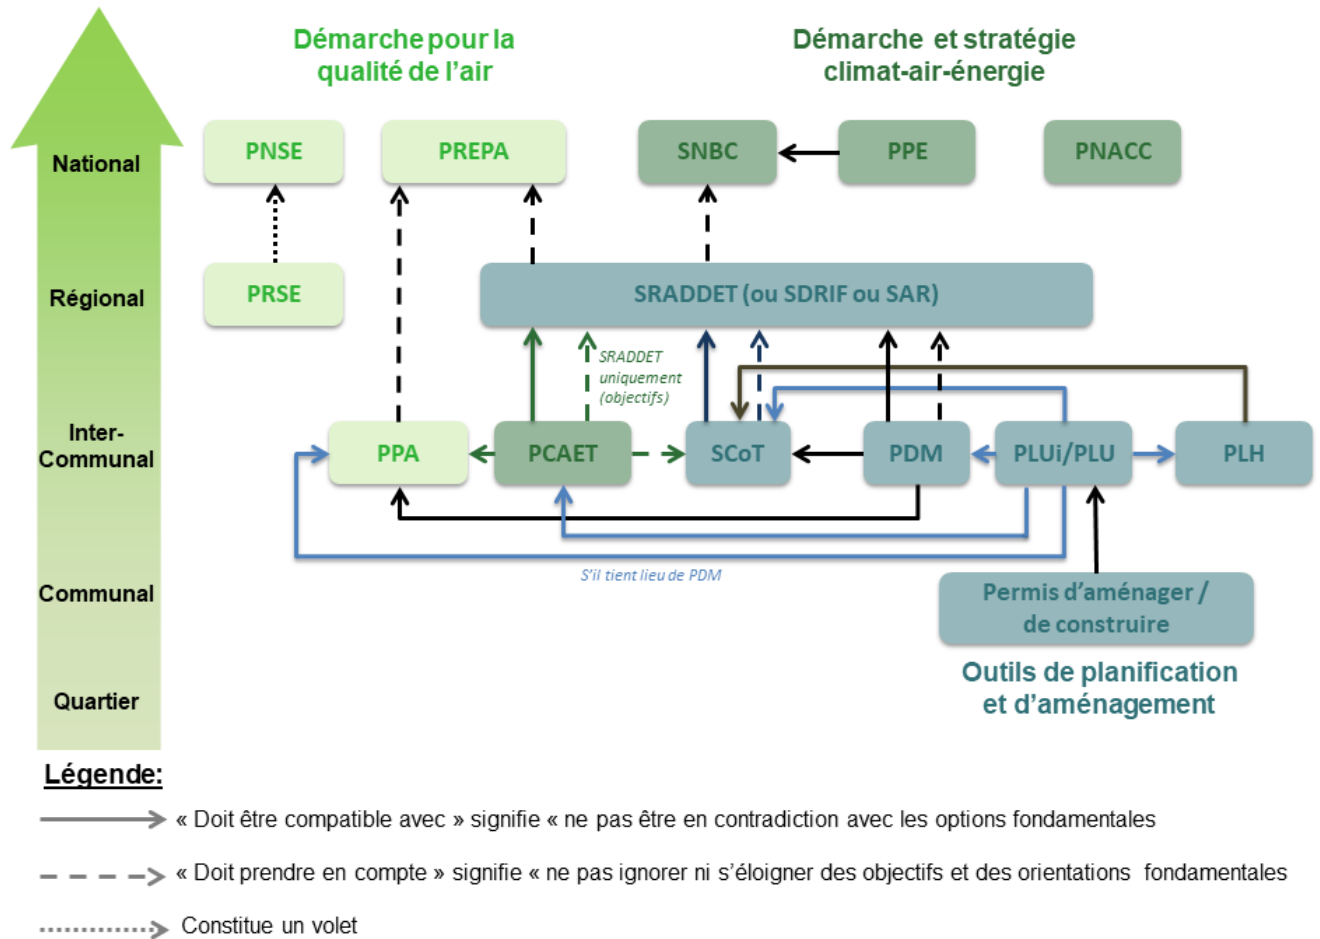 Démarche pour la
qualité de l'air
Démarche et stratégie
climat-air-énergie
National
PNSE
PREPA
SNBC
PPE
PNACC
Régional
PRSE
SRADDET (ou SDRIF ou SAR)
SRADDET
uniquement
(objectifs)
Inter-
Communal
PPA
PCAET
SCoT
PDM
PLUi/PLU
PLH
S'il tient lieu de PDM
Communal
Permis d'aménager /
de construire
Quartier
Outils de planification
et d'aménagement
Légende:
« Doit être compatible avec » signifie « ne pas être en contradiction avec les options fondamentales
« Doit prendre en compte » signifie « ne pas ignorer ni s'éloigner des objectifs et des orientations fondamentales
Constitue un volet